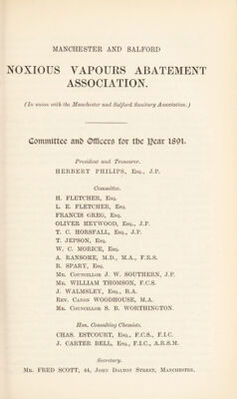 MANCHESTER AND SALFORD
NOXIOUS VAPOURS ABATEMENT
ASSOCIATION.
(In union with the Manchester and Salford Sanitary Association.)
Committee and Officers for the Year 1891.
President and Treasurer.
HERBERT PHILIPS, ESQ., J.P.
Committee.
H. FLETCHER, ESQ.
L. E. FLETCHER, ESQ.
FRANCIS GREG, ESQ.
OLIVER HEYWOOD, ESQ., J.P.
T. C. HORSFALL, ESQ., J.P.
T. JEPSON, ESQ.
W. C. MORICE, ESQ.
A. RANSOME, M.D., M.A., F.R.S.
R. SPARY, ESQ.
MR. COUNCILLOR J. W. SOUTHERN, J.P.
MR. WILLIAM THOMSON, F.C.S.
J. WALMSLEY, ESQ., B.A.
REV. CANON WOODHOUSE, M.A.
MR. COUNCILLOR S. B. WORTHINGTON.
Hon. Consulting Chemists.
CHAS. ESTCOURT, ESQ., F.C.S., F.I.C.
J. CARTER BELL, ESQ., F.I.C., A.R.S.M.
Secretary.
MR. FRED SCOTT, 44, JOHN DALTON STREET, MANCHESTER.